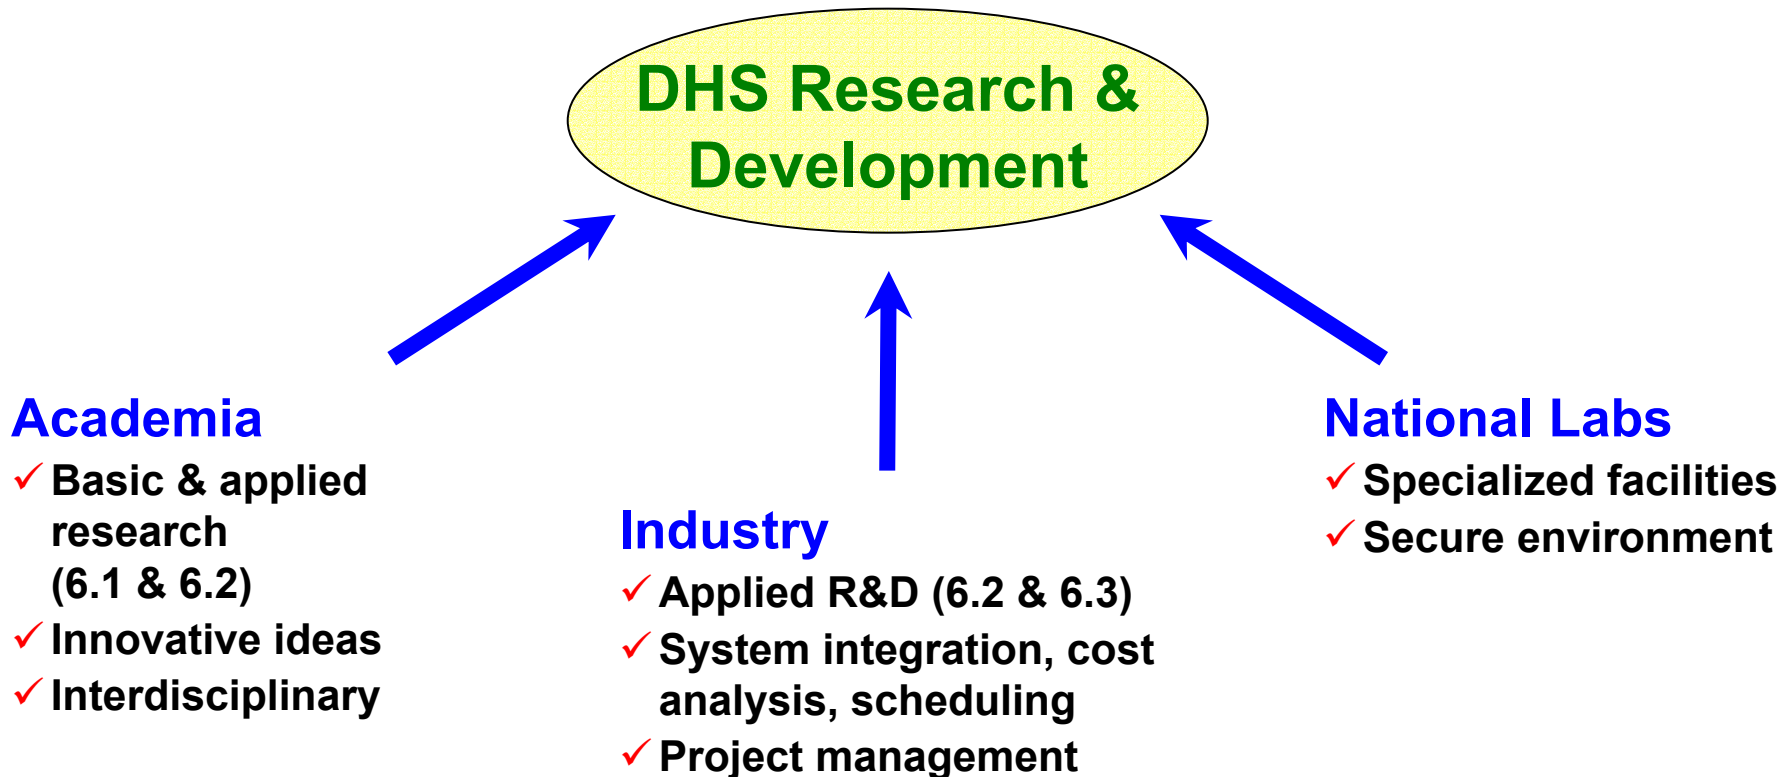 DHS Research &
Development
Academia
✓ Basic & applied
research
(6.1 & 6.2)
✓ Innovative ideas
✓ Interdisciplinary
Industry
✓ Applied R&D (6.2 & 6.3)
✓ System integration, cost
analysis, scheduling
✓ Project management
National Labs
✓ Specialized facilities
✓ Secure environment